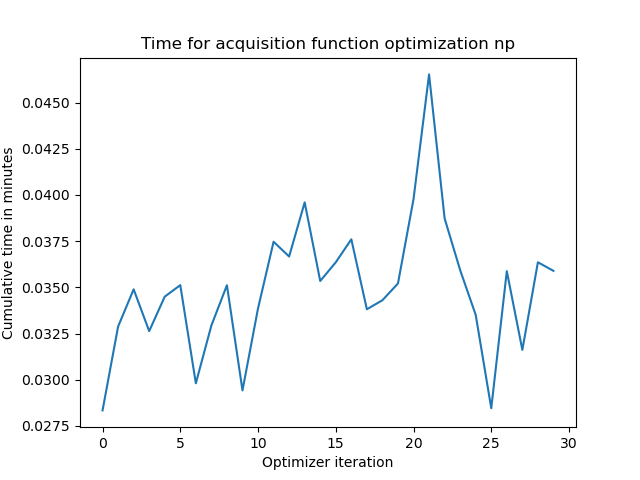 Time for acquisition function optimization np
Cumulative time in minutes
0.0450
0.0425
0.0400
0.0375
0.0350
0.0325
0.0300
0.0275
0 5 10 15 20 25 30
Optimizer iteration